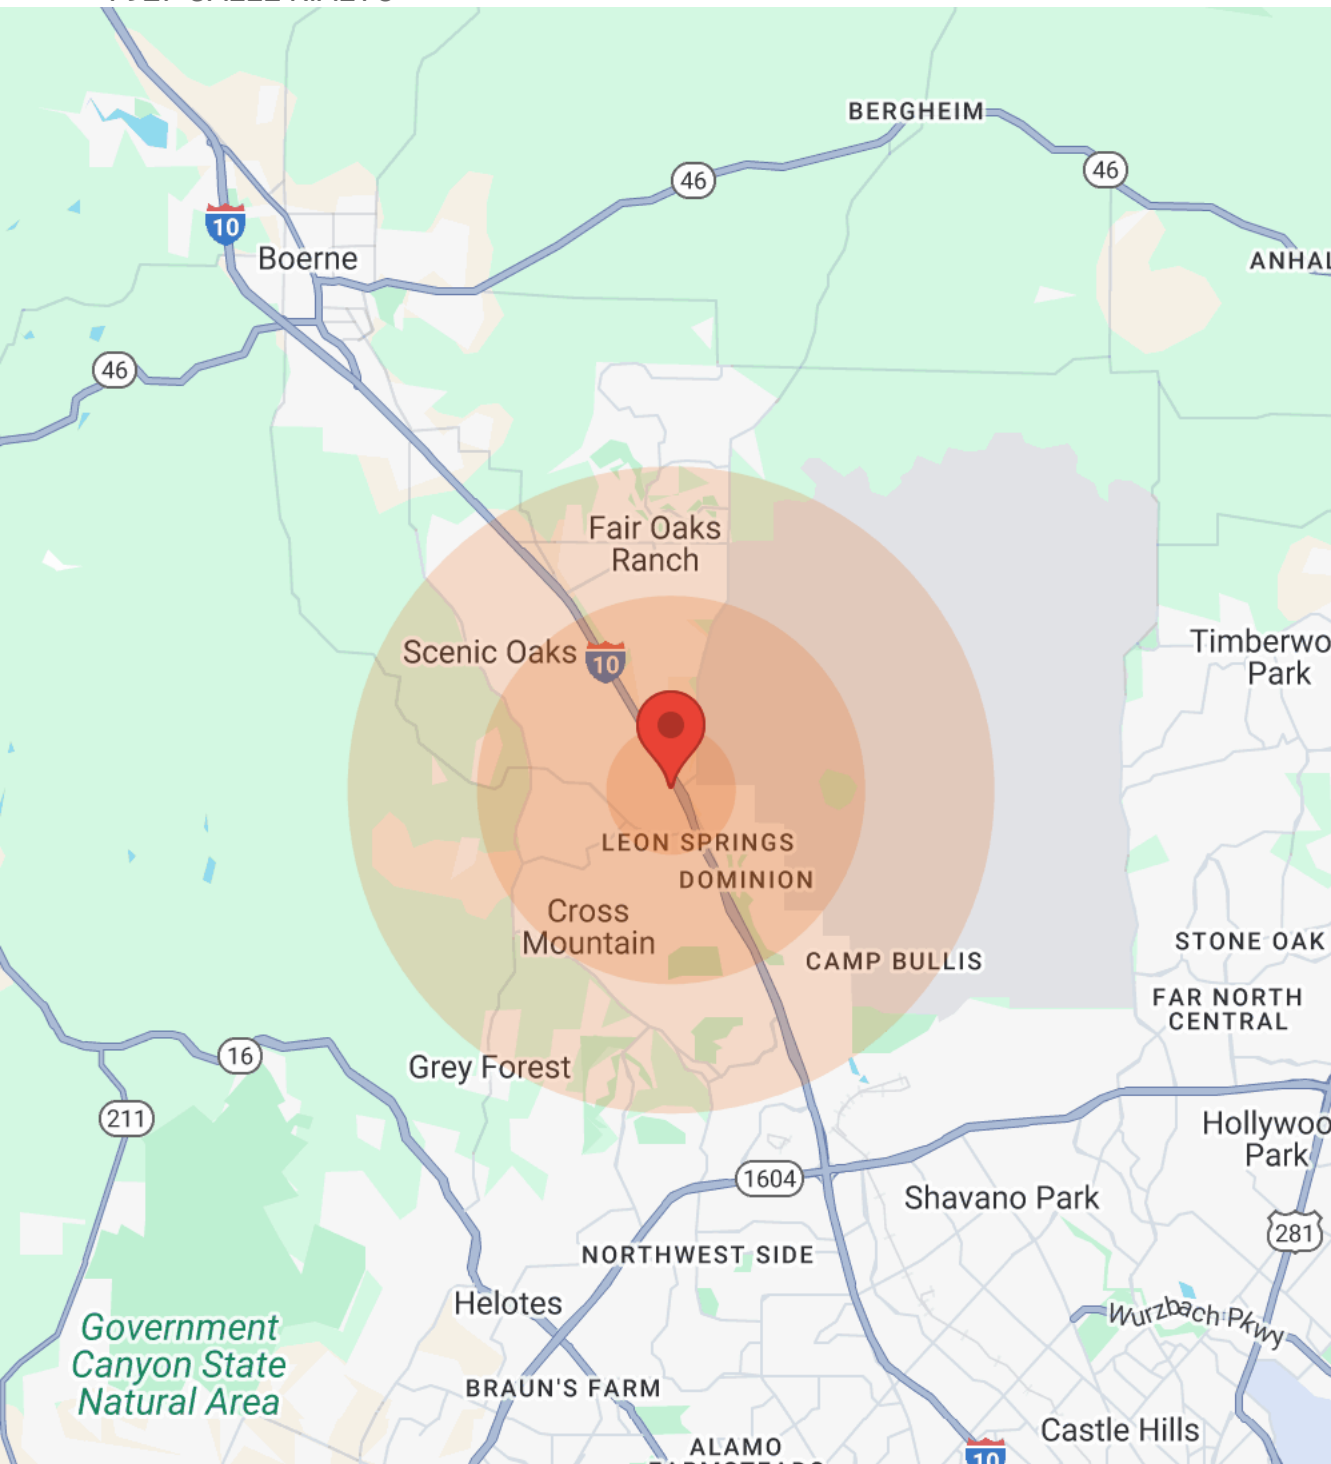 BERGHEIM
46
46
10
Boerne
ANHAL
46
Fair Oaks
Ranch
Scenic Oaks
10
Timberwo
Park
LEON SPRINGS
DOMINION
Cross
Mountain
CAMP BULLIS
STONE OAK
FAR NORTH
CENTRAL
16
Grey Forest
211
Hollywoo
Park
1604
Shavano Park
281
NORTHWEST SIDE
Helotes
Wurzbach Pkwy
Government
Canyon State
Natural Area
BRAUN'S FARM
Castle Hills
ALAMO
10